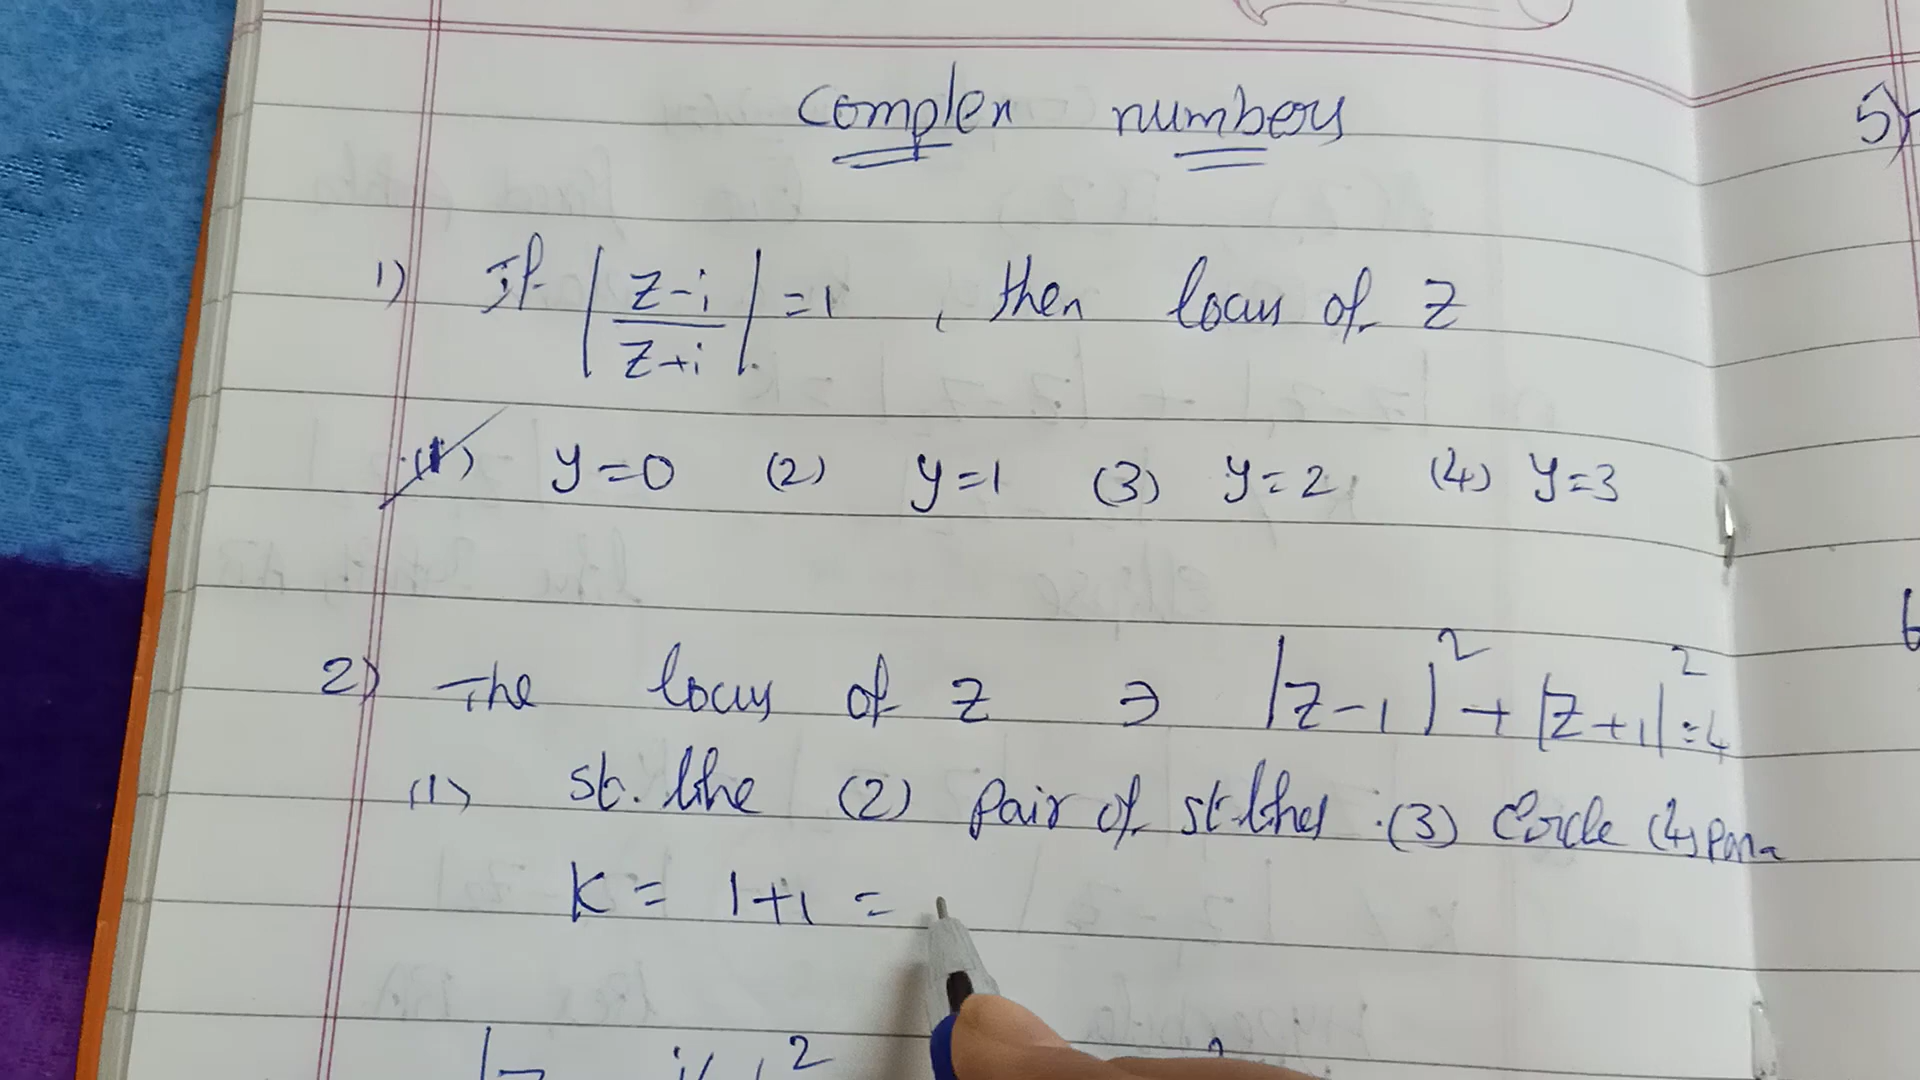 Complex numbers
5)
1) If |z-i/z+i| = 1, then locus of z
(1) y=0 (2) y=1 (3) y=2 (4) y=3
2) The locus of z ∋ |z-1|²+|z+1|²=4
6
(1) st. line (2) pair of st.lines (3) Circle (4) para
K = 1+1 =